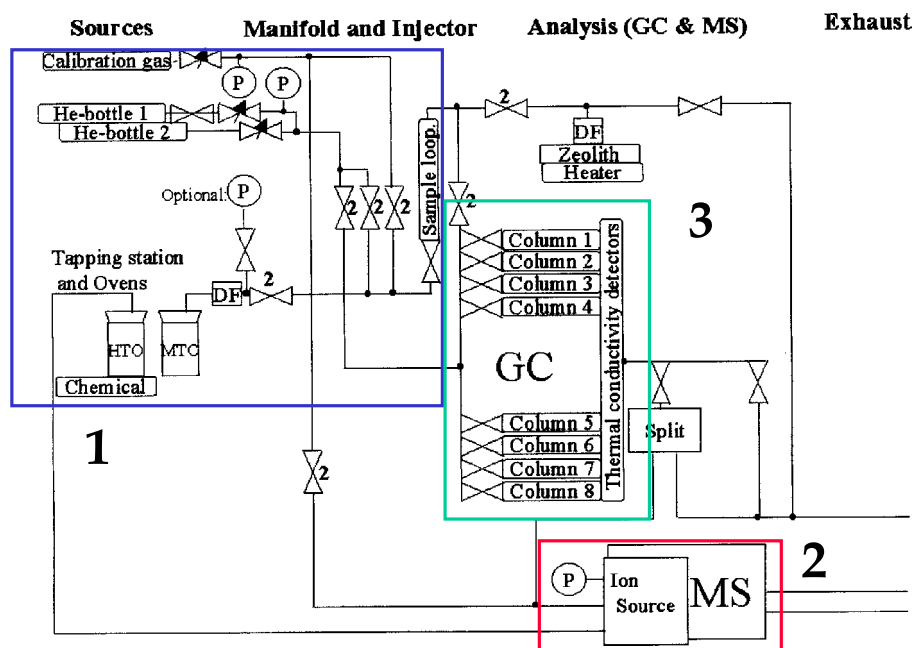 Sources Manifold and Injector Analysis (GC & MS) Exhaust
Calibration gas
P
P
He-bottle 1
He-bottle 2
2
DF
Zeolith
Heater
Sample loop.
Optional:
P
2
2
2
2
3
Column 1
Column 2
Column 3
Column 4
Thermal conductivity detectors
Tapping station
and Ovens
2
DF
HTO
MTC
Chemical
GC
1
Column 5
Column 6
Column 7
Column 8
Split
2
2
P
Ion
Source
MS